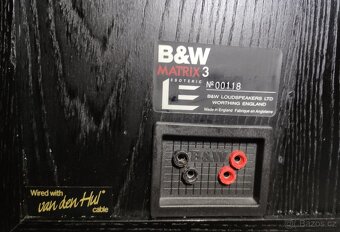 B&W
MATRIX 3
ESOTERIC
No 00118
B&W LOUDSPEAKERS LTD
WORTHING ENGLAND
Made in England Fabriqué en Angleterre
B&W
Wired with
van den Hul
cable